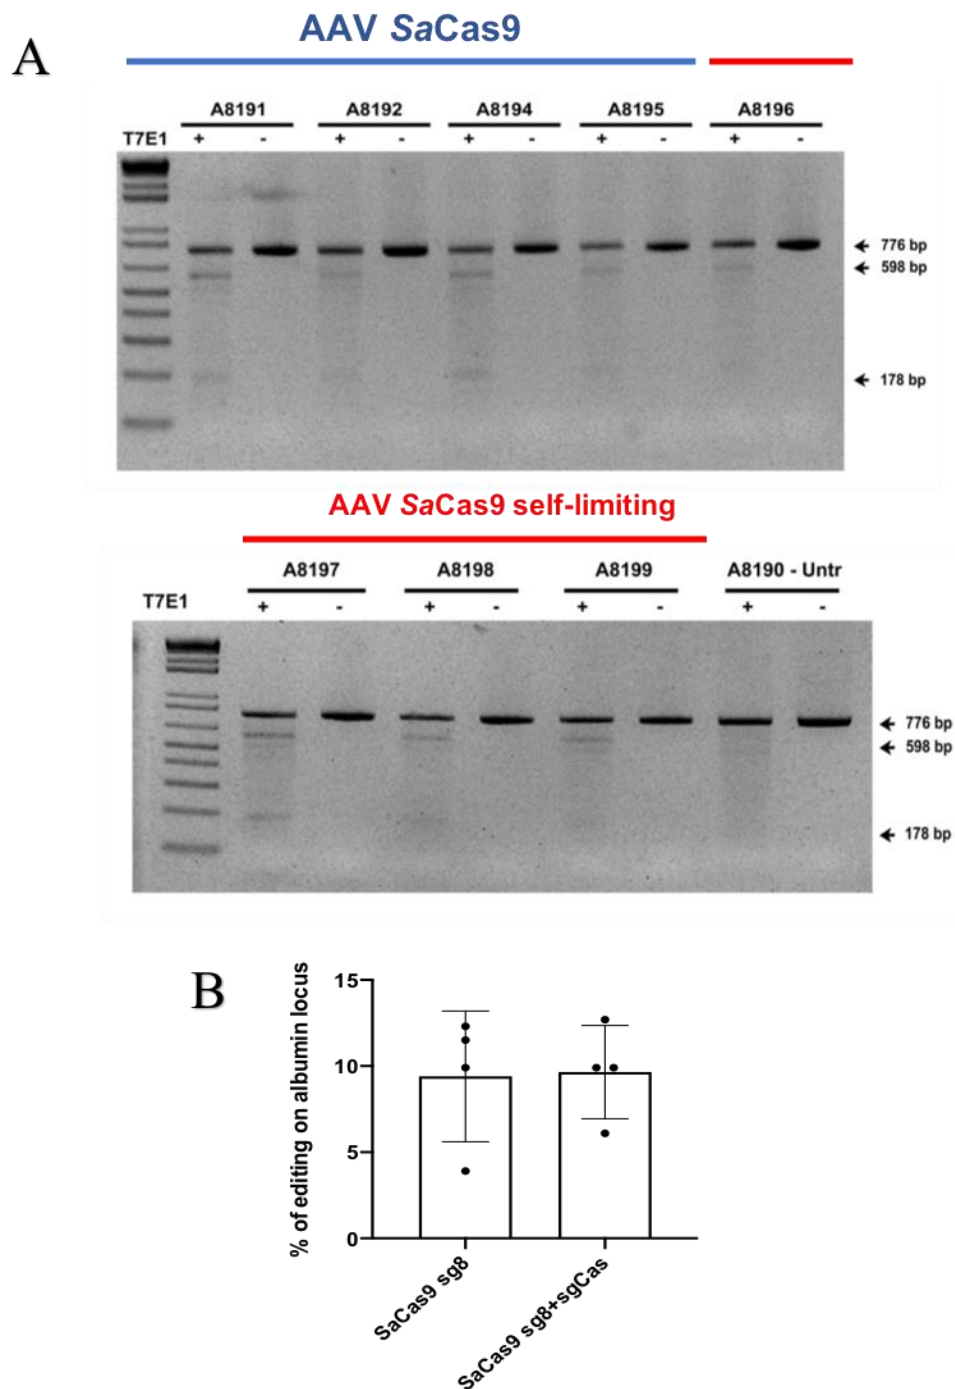 A
AAV SaCas9
A8191 A8192 A8194 A8195 A8196
T7E1 + - + - + - + - + -
776 bp
598 bp
178 bp
AAV SaCas9 self-limiting
A8197 A8198 A8199 A8190 - Untr
T7E1 + - + - + - + -
776 bp
598 bp
178 bp
B
% of editing on albumin locus
15
10
5
0
SaCas9 sg8
SaCas9 sg8+sgCas